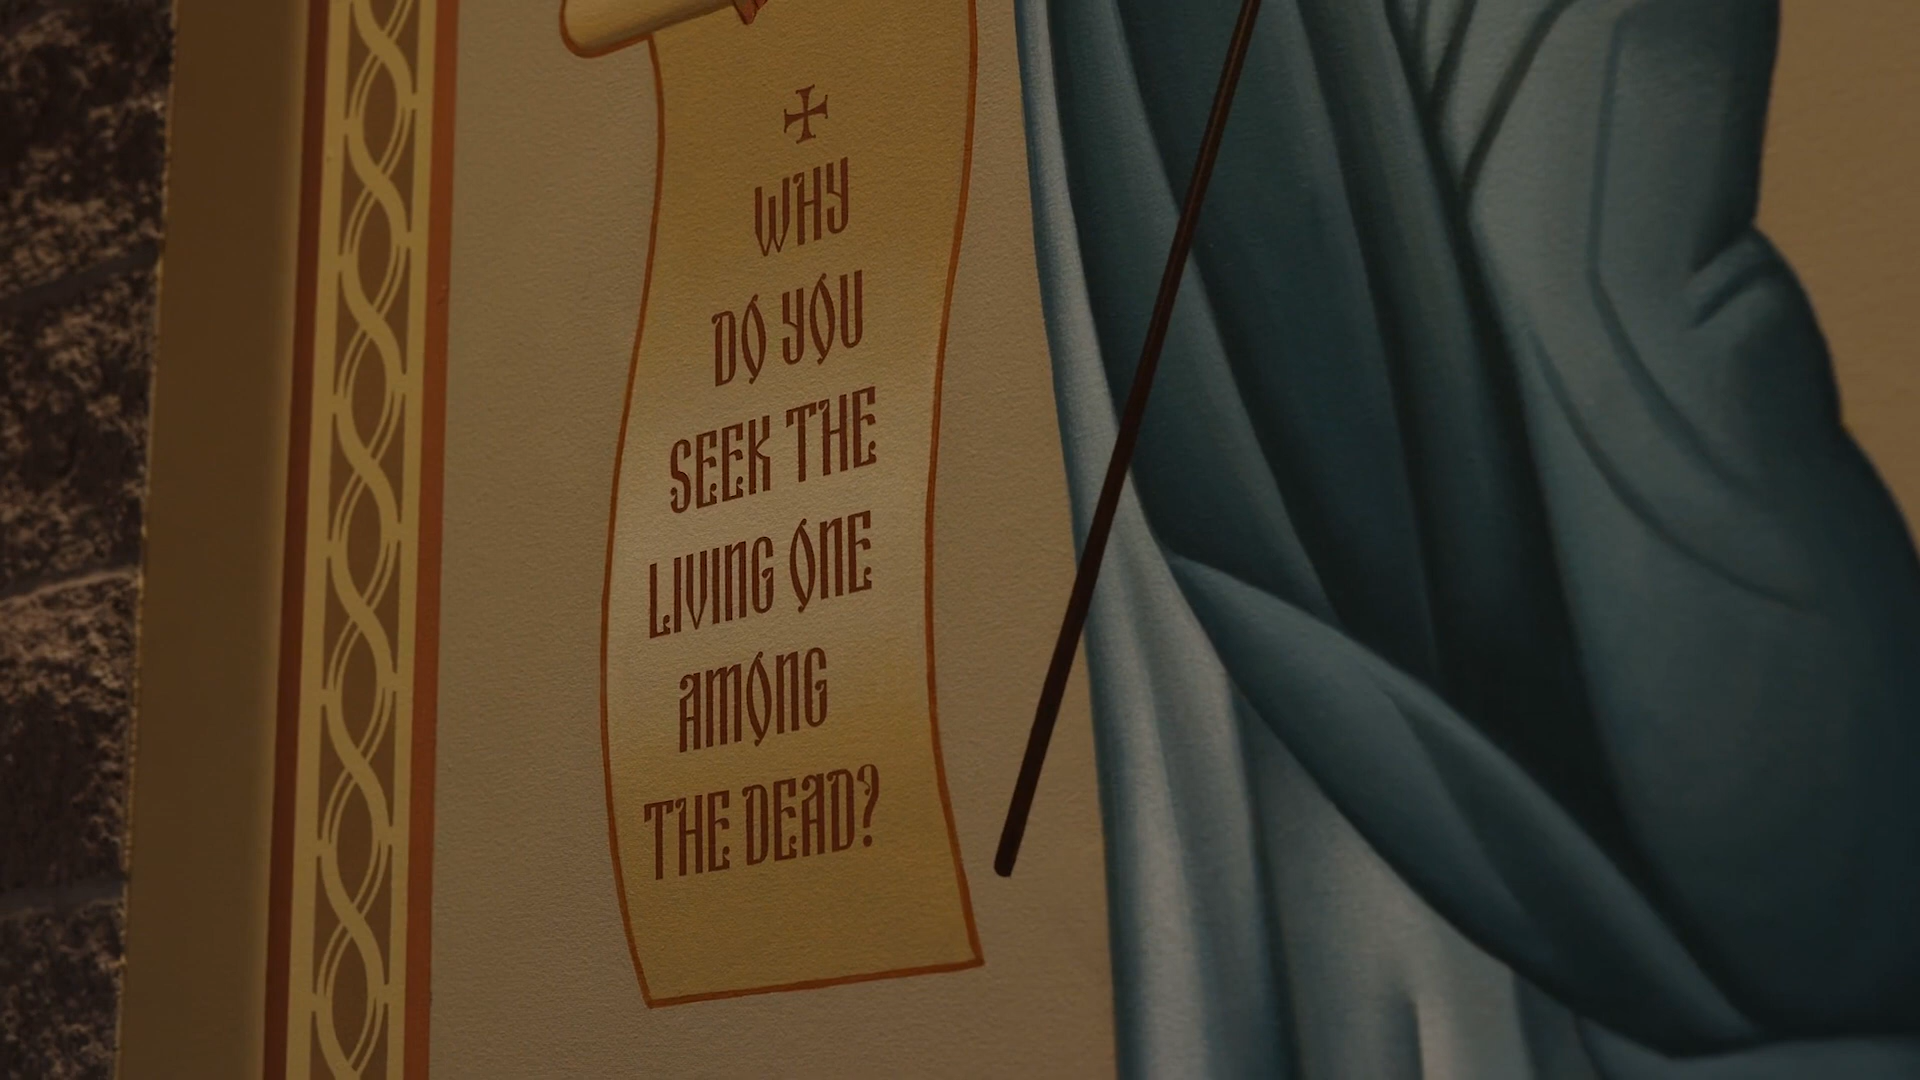 WHY
DO YOU
SEEK THE
LIVING ONE
AMONG
THE DEAD?